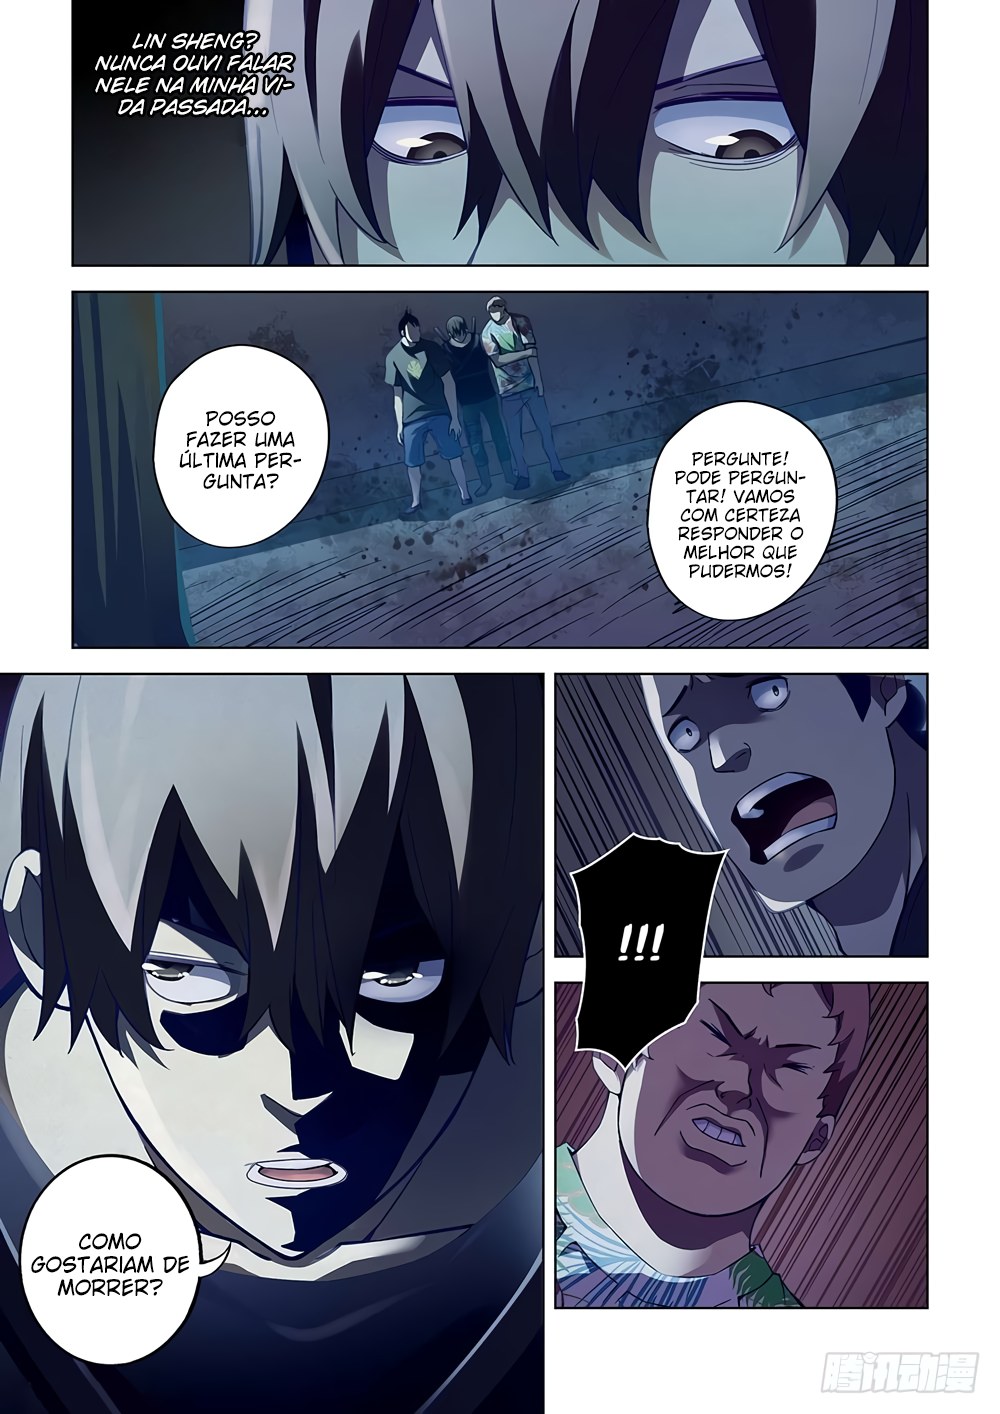 LIN SHENG?
NUNCA OUVI FALAR
NELE NA MINHA VI-
DA PASSADA...
POSSO
FAZER UMA
ÚLTIMA PER-
GUNTA?
PERGUNTE!
PODE PERGUN-
TAR! VAMOS
COM CERTEZA
RESPONDER O
MELHOR QUE
PUDERMOS!
!!!
COMO
GOSTARIAM DE
MORRER?
腾讯动漫